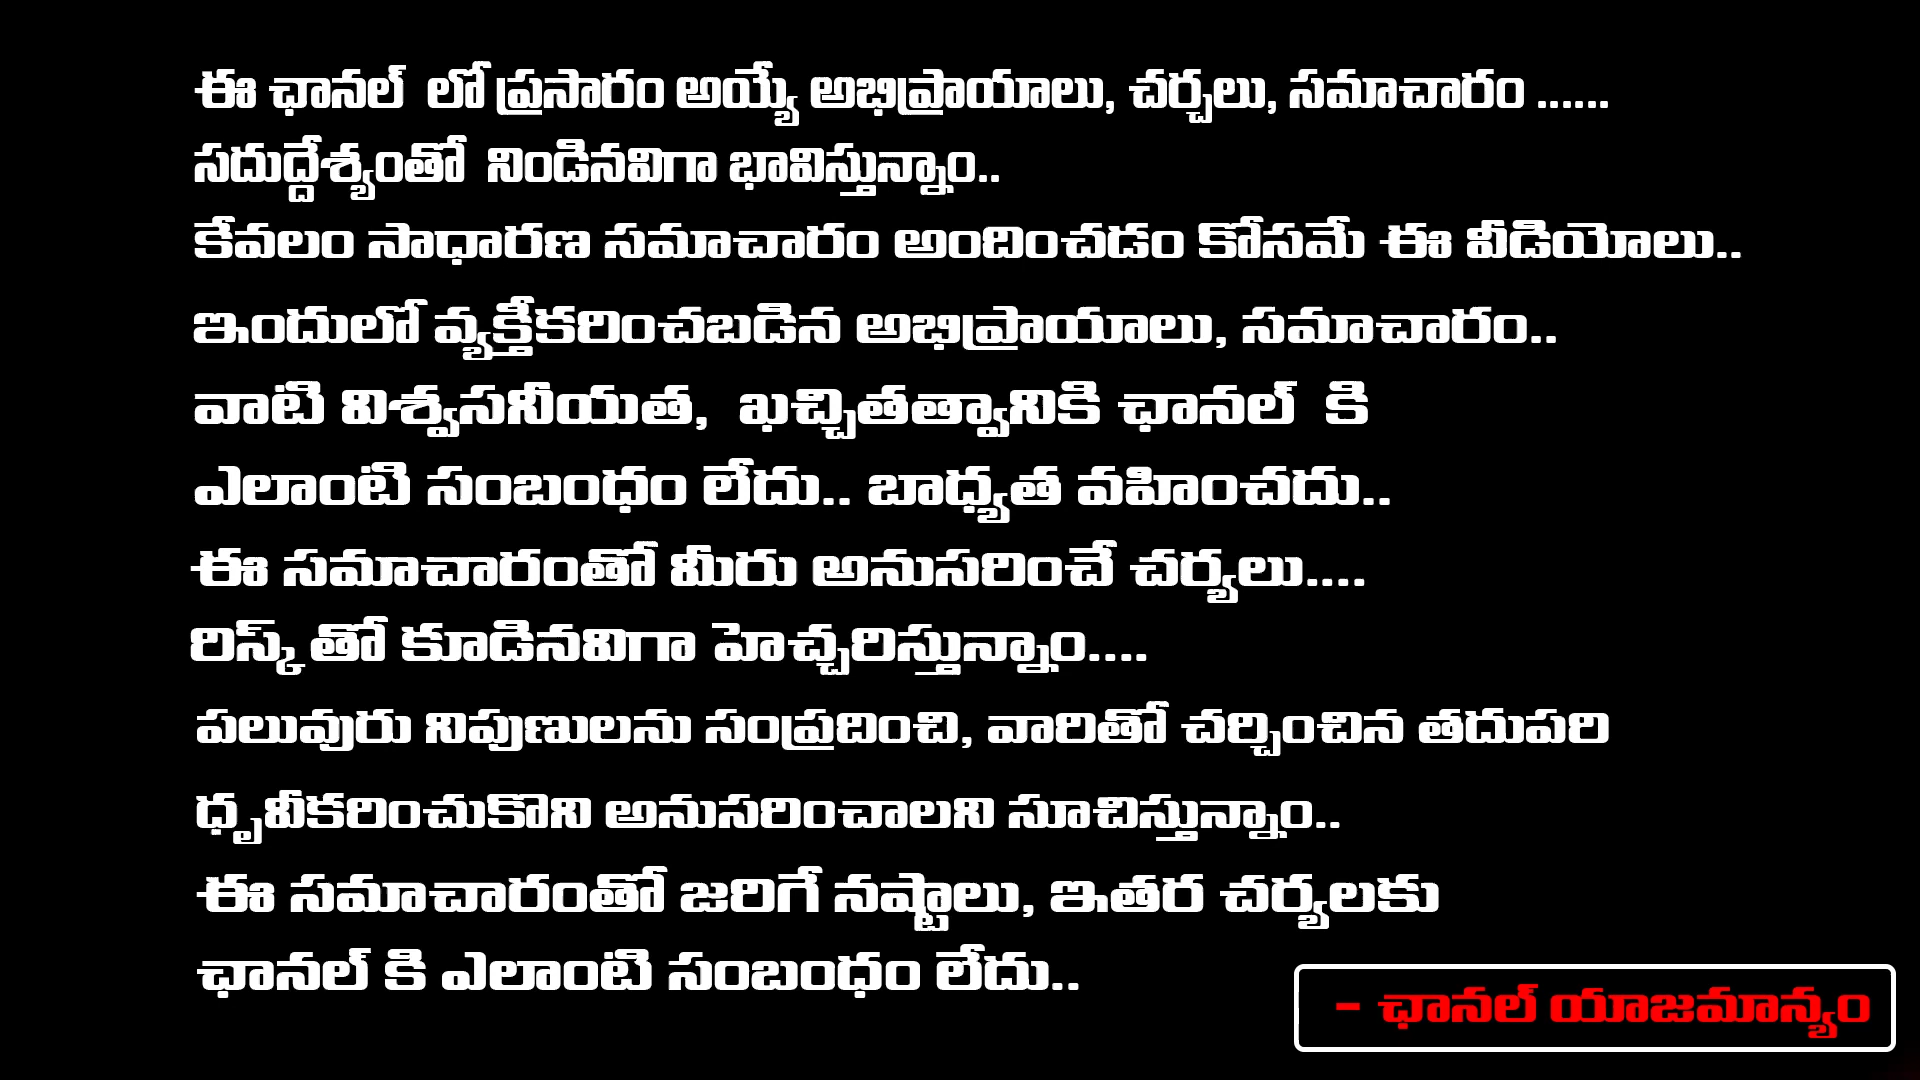 ఈ ఛానల్ లో ప్రసారం అయ్యే అభిప్రాయాలు, చర్చలు, సమాచారం ......
సదుద్దేశ్యంతో నిండినవిగా భావిస్తున్నాం..
కేవలం సాధారణ సమాచారం అందించడం కోసమే ఈ వీడియోలు..
ఇందులో వ్యక్తీకరించబడిన అభిప్రాయాలు, సమాచారం..
వాటి విశ్వసనీయత, ఖచ్చితత్వానికి ఛానల్ కి
ఎలాంటి సంబంధం లేదు.. బాధ్యత వహించదు..
ఈ సమాచారంతో మీరు అనుసరించే చర్యలు....
రిస్క్ తో కూడినవిగా హెచ్చరిస్తున్నాం....
పలువురు నిపుణులను సంప్రదించి, వారితో చర్చించిన తదుపరి
ధృవీకరించుకొని అనుసరించాలని సూచిస్తున్నాం..
ఈ సమాచారంతో జరిగే నష్టాలు, ఇతర చర్యలకు
ఛానల్ కి ఎలాంటి సంబంధం లేదు..
- ఛానల్ యాజమాన్యం